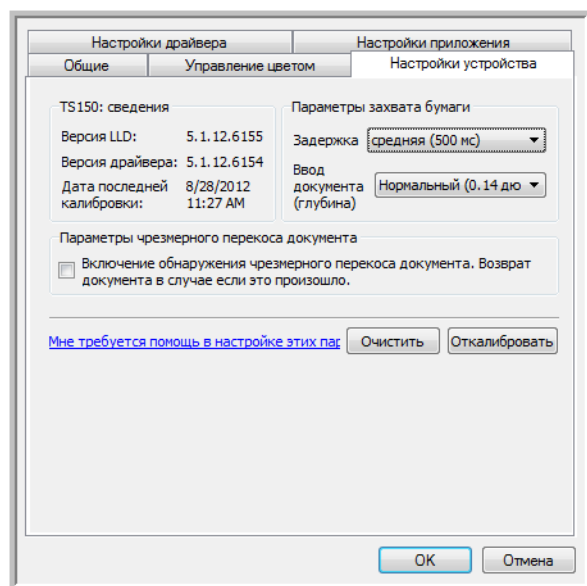 Настройки драйвера
Настройки приложения
Общие
Управление цветом
Настройки устройства
TS150: сведения
Версия LLD: 5.1.12.6155
Версия драйвера: 5.1.12.6154
Дата последней 8/28/2012
калибровки: 11:27 AM
Параметры захвата бумаги
Задержка средняя (500 мс)
Ввод
документа Нормальный (0.14 дю
(глубина)
Параметры чрезмерного перекоса документа
Включение обнаружения чрезмерного перекоса документа. Возврат
документа в случае если это произошло.
Мне требуется помощь в настройке этих пар
Очистить
Откалибровать
OK
Отмена